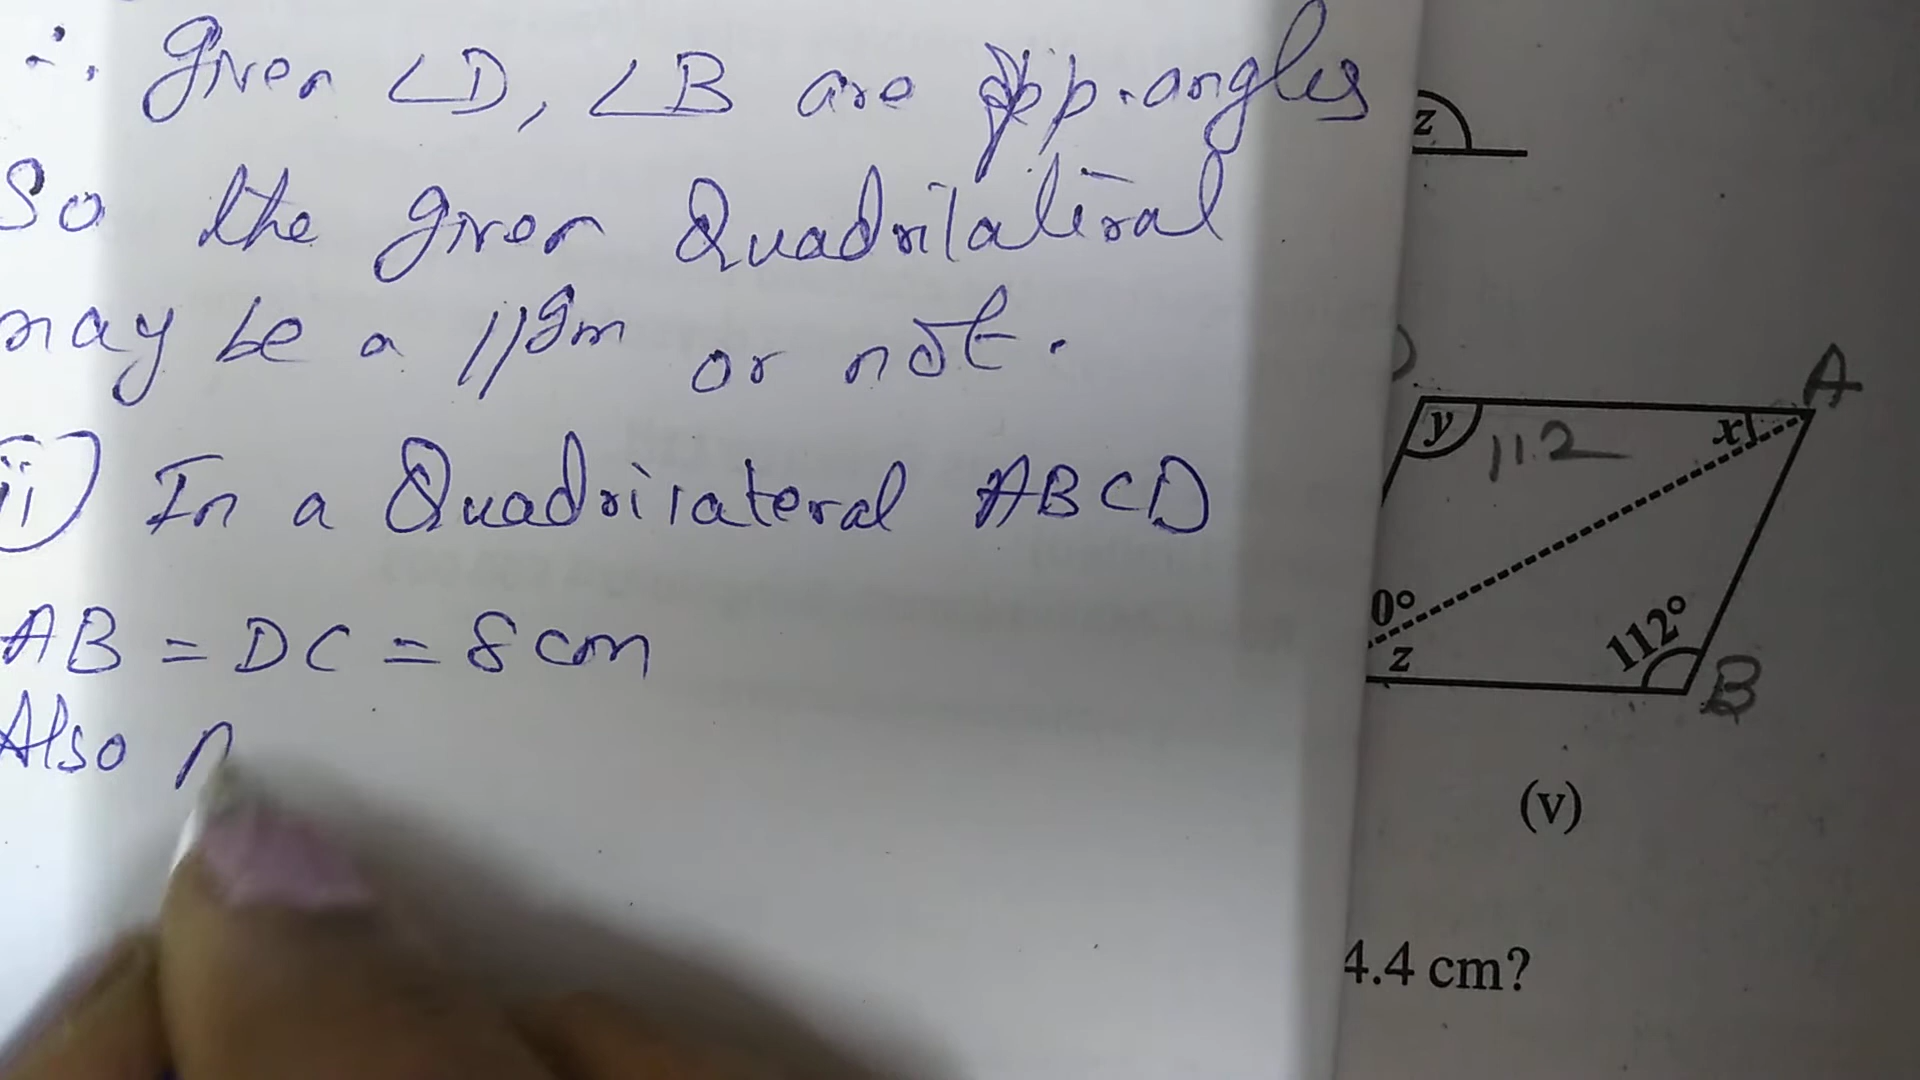 ∴ Given ∠D, ∠B are opp. angles
So the given Quadrilateral
may be a ||gm or not.
ii) In a Quadrilateral ABCD
AB = DC = 8 cm
Also
z
A
y 112 x
0° 112°
z B
(v)
4.4 cm?